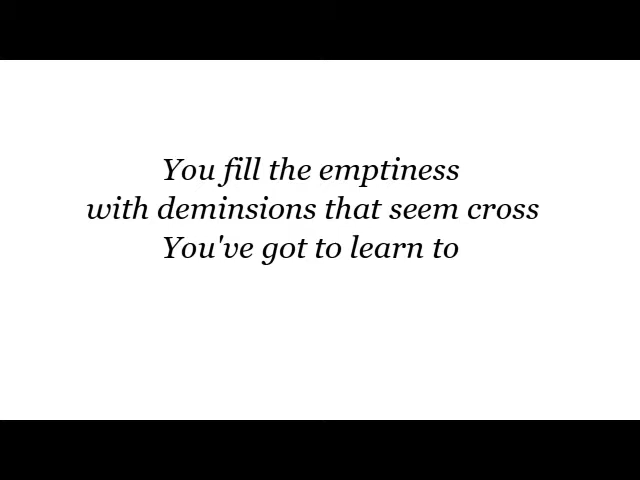 You fill the emptiness
with deminsions that seem cross
You've got to learn to